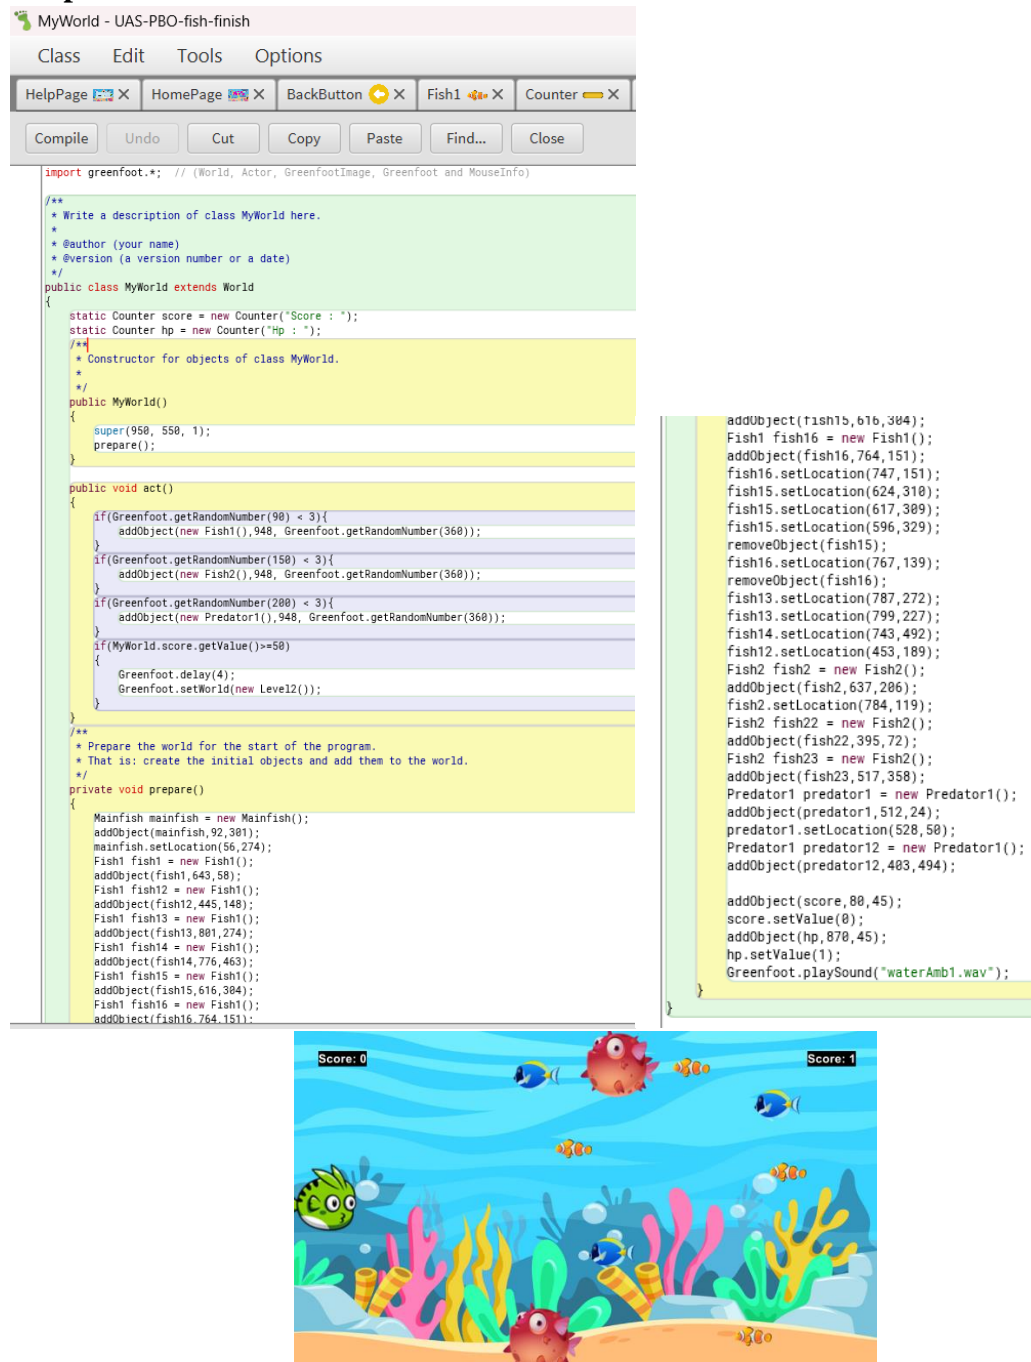 MyWorld - UAS-PBO-fish-finish
Class Edit Tools Options
HelpPage X HomePage X BackButton X Fish1 X Counter X
Compile Undo Cut Copy Paste Find... Close
import greenfoot.*;  // (World, Actor, GreenfootImage, Greenfoot and MouseInfo)
/**
 * Write a description of class MyWorld here.
 *
 * @author (your name)
 * @version (a version number or a date)
 */
public class MyWorld extends World
{
    static Counter score = new Counter("Score : ");
    static Counter hp = new Counter("Hp : ");
    /**
     * Constructor for objects of class MyWorld.
     *
     */
    public MyWorld()
    {
        super(950, 550, 1);
        prepare();
    }
    public void act()
    {
        if(Greenfoot.getRandomNumber(90) < 3){
            addObject(new Fish1(),948, Greenfoot.getRandomNumber(360));
        }
        if(Greenfoot.getRandomNumber(150) < 3){
            addObject(new Fish2(),948, Greenfoot.getRandomNumber(360));
        }
        if(Greenfoot.getRandomNumber(200) < 3){
            addObject(new Predator1(),948, Greenfoot.getRandomNumber(360));
        }
        if(MyWorld.score.getValue()>=50)
        {
            Greenfoot.delay(4);
            Greenfoot.setWorld(new Level2());
        }
    }
    /**
     * Prepare the world for the start of the program.
     * That is: create the initial objects and add them to the world.
     */
    private void prepare()
    {
        Mainfish mainfish = new Mainfish();
        addObject(mainfish,92,301);
        mainfish.setLocation(56,274);
        Fish1 fish1 = new Fish1();
        addObject(fish1,643,58);
        Fish1 fish12 = new Fish1();
        addObject(fish12,445,148);
        Fish1 fish13 = new Fish1();
        addObject(fish13,801,274);
        Fish1 fish14 = new Fish1();
        addObject(fish14,776,463);
        Fish1 fish15 = new Fish1();
        addObject(fish15,616,304);
        Fish1 fish16 = new Fish1();
        addObject(fish16,764,151);
        addObject(fish15,616,304);
        Fish1 fish16 = new Fish1();
        addObject(fish16,764,151);
        fish16.setLocation(747,151);
        fish15.setLocation(624,310);
        fish15.setLocation(617,309);
        fish15.setLocation(596,329);
        removeObject(fish15);
        fish16.setLocation(767,139);
        removeObject(fish16);
        fish13.setLocation(787,272);
        fish13.setLocation(799,227);
        fish14.setLocation(743,492);
        fish12.setLocation(453,189);
        Fish2 fish2 = new Fish2();
        addObject(fish2,637,206);
        fish2.setLocation(784,119);
        Fish2 fish22 = new Fish2();
        addObject(fish22,395,72);
        Fish2 fish23 = new Fish2();
        addObject(fish23,517,358);
        Predator1 predator1 = new Predator1();
        addObject(predator1,512,24);
        predator1.setLocation(528,50);
        Predator1 predator12 = new Predator1();
        addObject(predator12,403,494);
        addObject(score,80,45);
        score.setValue(0);
        addObject(hp,870,45);
        hp.setValue(1);
        Greenfoot.playSound("waterAmb1.wav");
    }
}
Score: 0
Score: 1